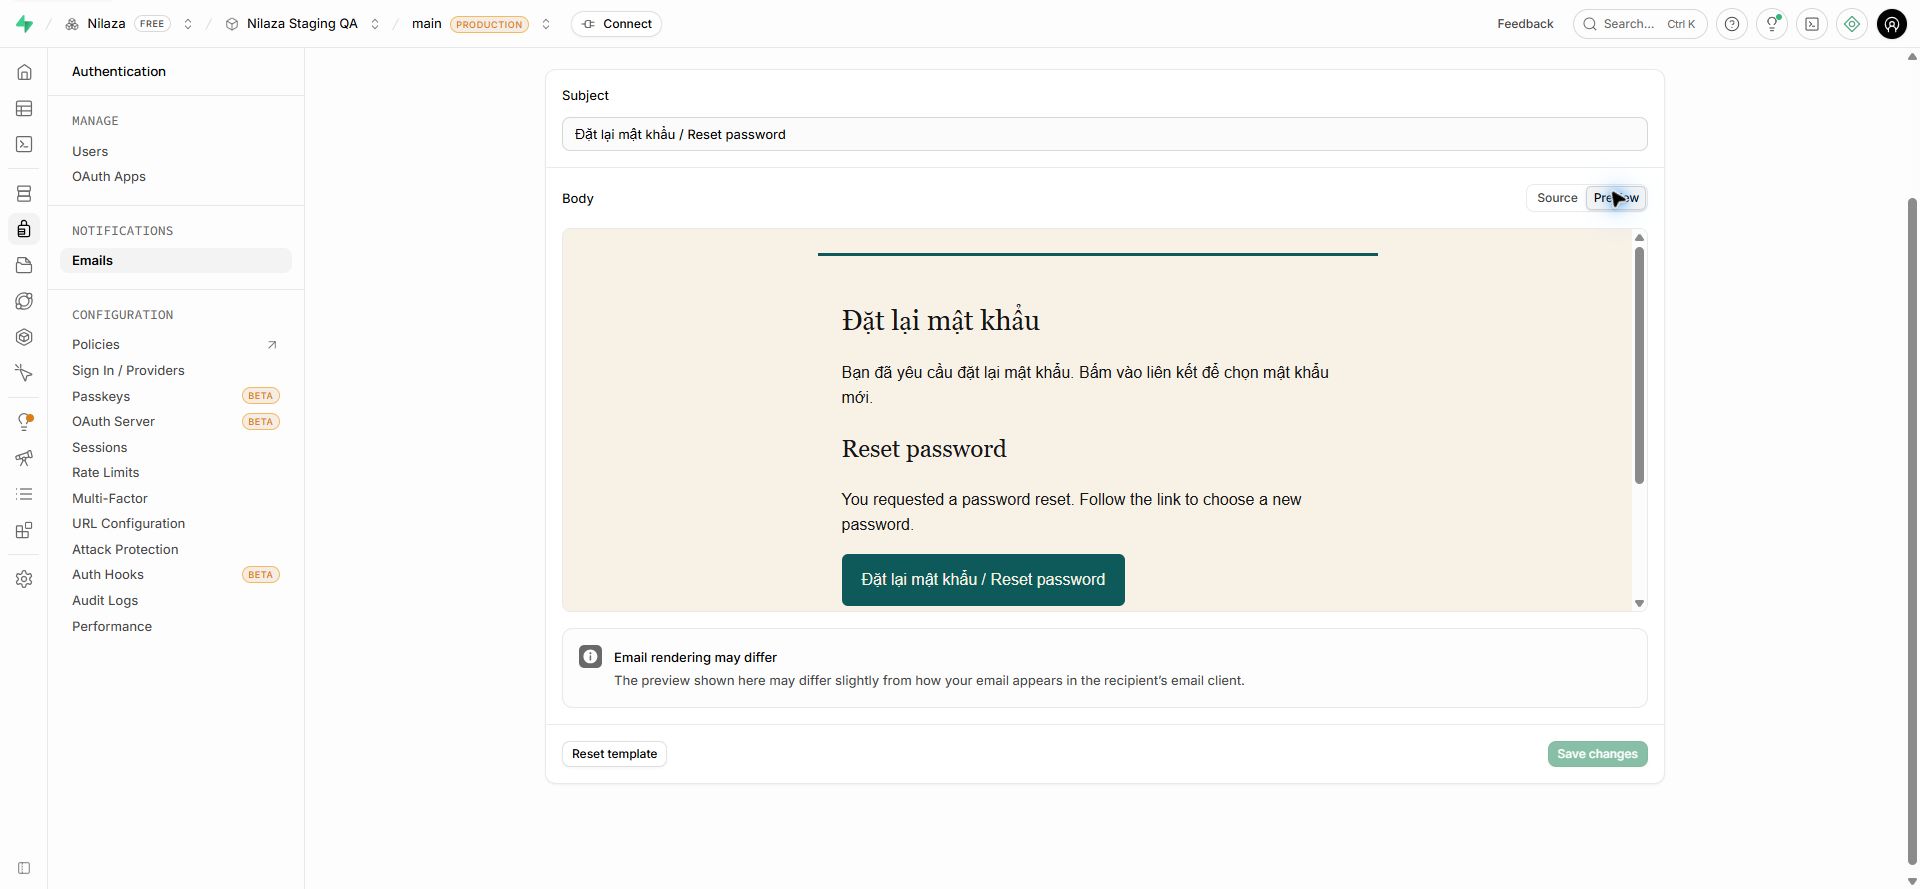 Nilaza FREE
Nilaza Staging QA
main PRODUCTION
Connect
Feedback
Search... Ctrl K
Authentication
MANAGE
Users
OAuth Apps
NOTIFICATIONS
Emails
CONFIGURATION
Policies
Sign In / Providers
Passkeys BETA
OAuth Server BETA
Sessions
Rate Limits
Multi-Factor
URL Configuration
Attack Protection
Auth Hooks BETA
Audit Logs
Performance
Subject
Đặt lại mật khẩu / Reset password
Body
Source
Đặt lại mật khẩu
Bạn đã yêu cầu đặt lại mật khẩu. Bấm vào liên kết để chọn mật khẩu
mới.
Reset password
You requested a password reset. Follow the link to choose a new
password.
Đặt lại mật khẩu / Reset password
Email rendering may differ
The preview shown here may differ slightly from how your email appears in the recipient's email client.
Reset template
Save changes